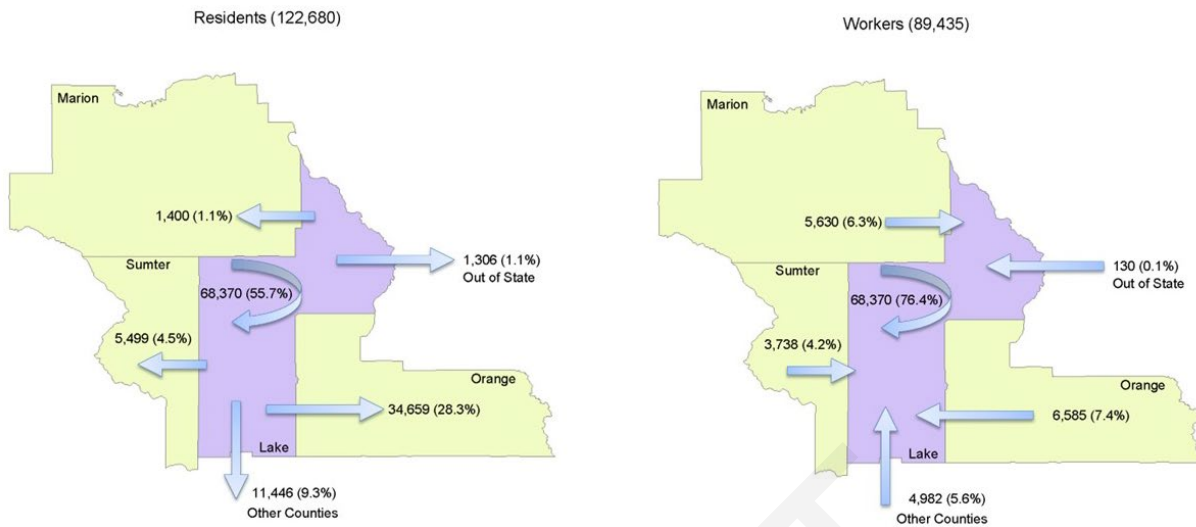 Residents (122,680)
Marion
1,400 (1.1%)
1,306 (1.1%)
Out of State
Sumter
68,370 (55.7%)
5,499 (4.5%)
Orange
34,659 (28.3%)
Lake
11,446 (9.3%)
Other Counties
Workers (89,435)
Marion
5,630 (6.3%)
130 (0.1%)
Out of State
Sumter
68,370 (76.4%)
3,738 (4.2%)
Orange
6,585 (7.4%)
Lake
4,982 (5.6%)
Other Counties